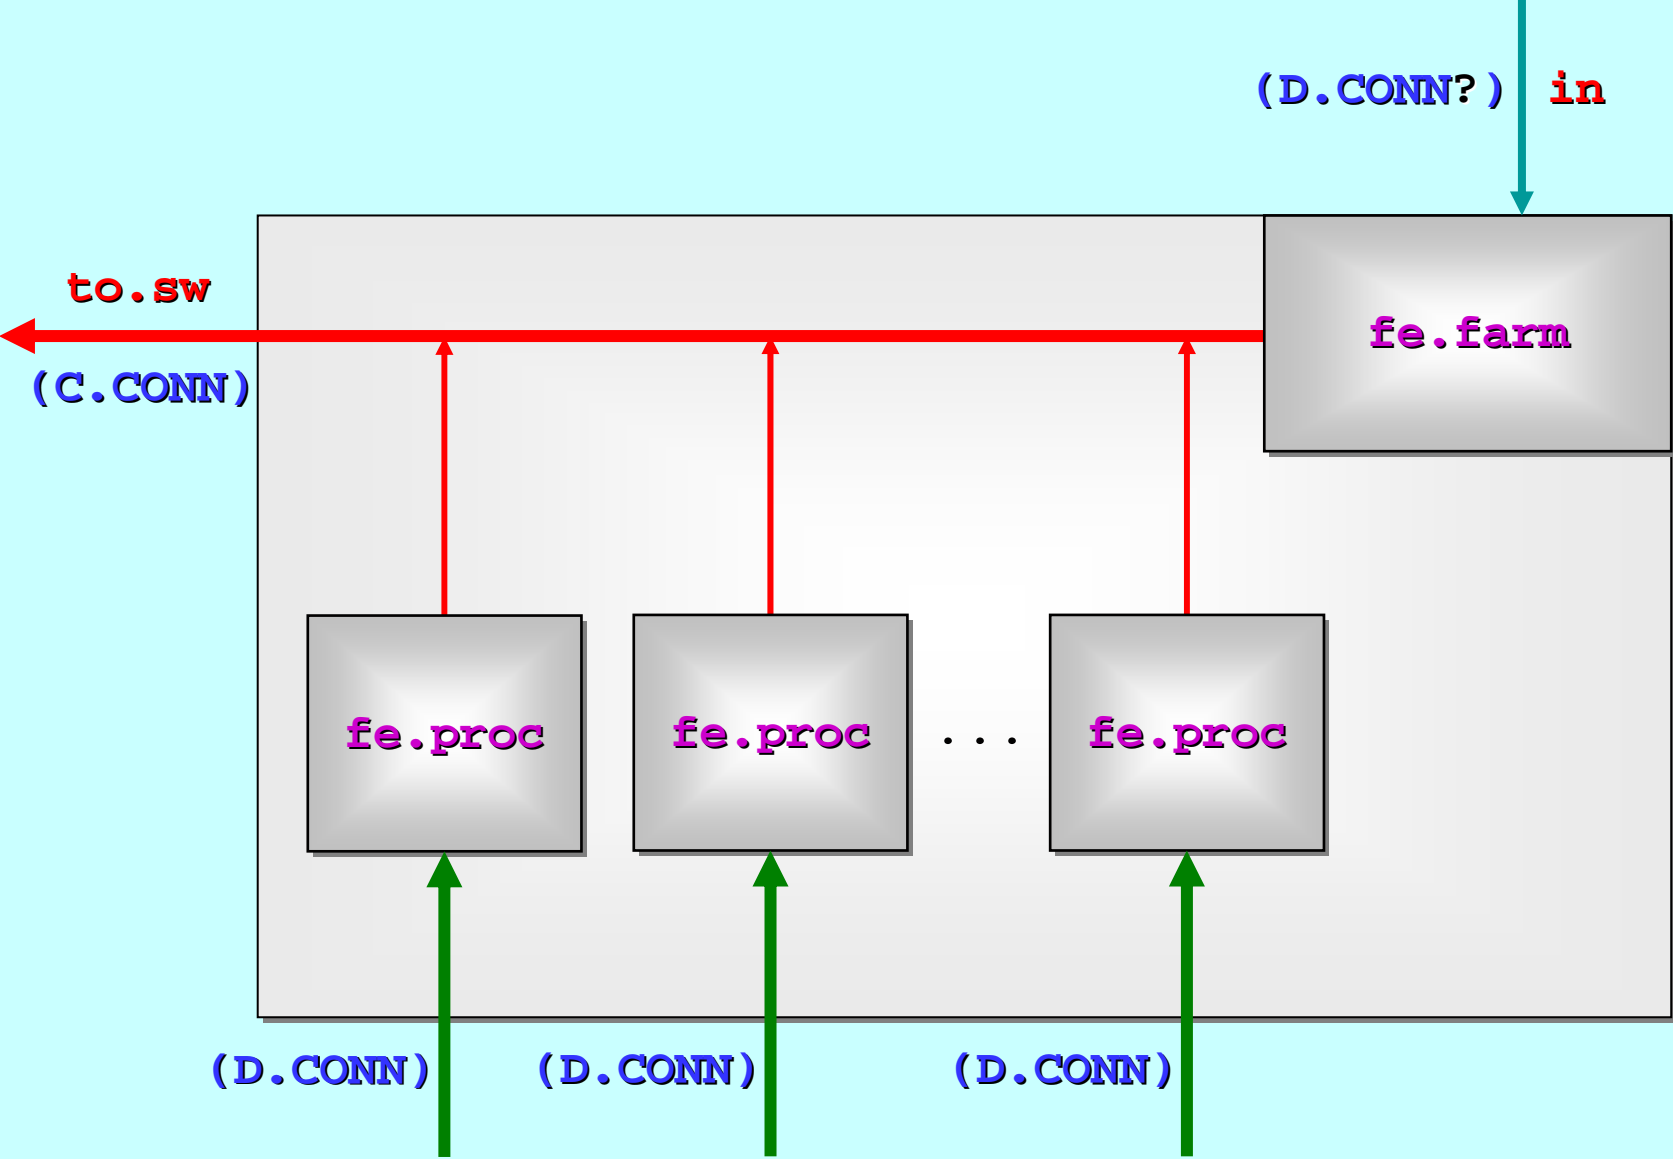 (D.CONN?) in
to.sw
fe.farm
(C.CONN)
fe.proc fe.proc ... fe.proc
(D.CONN) (D.CONN) (D.CONN)